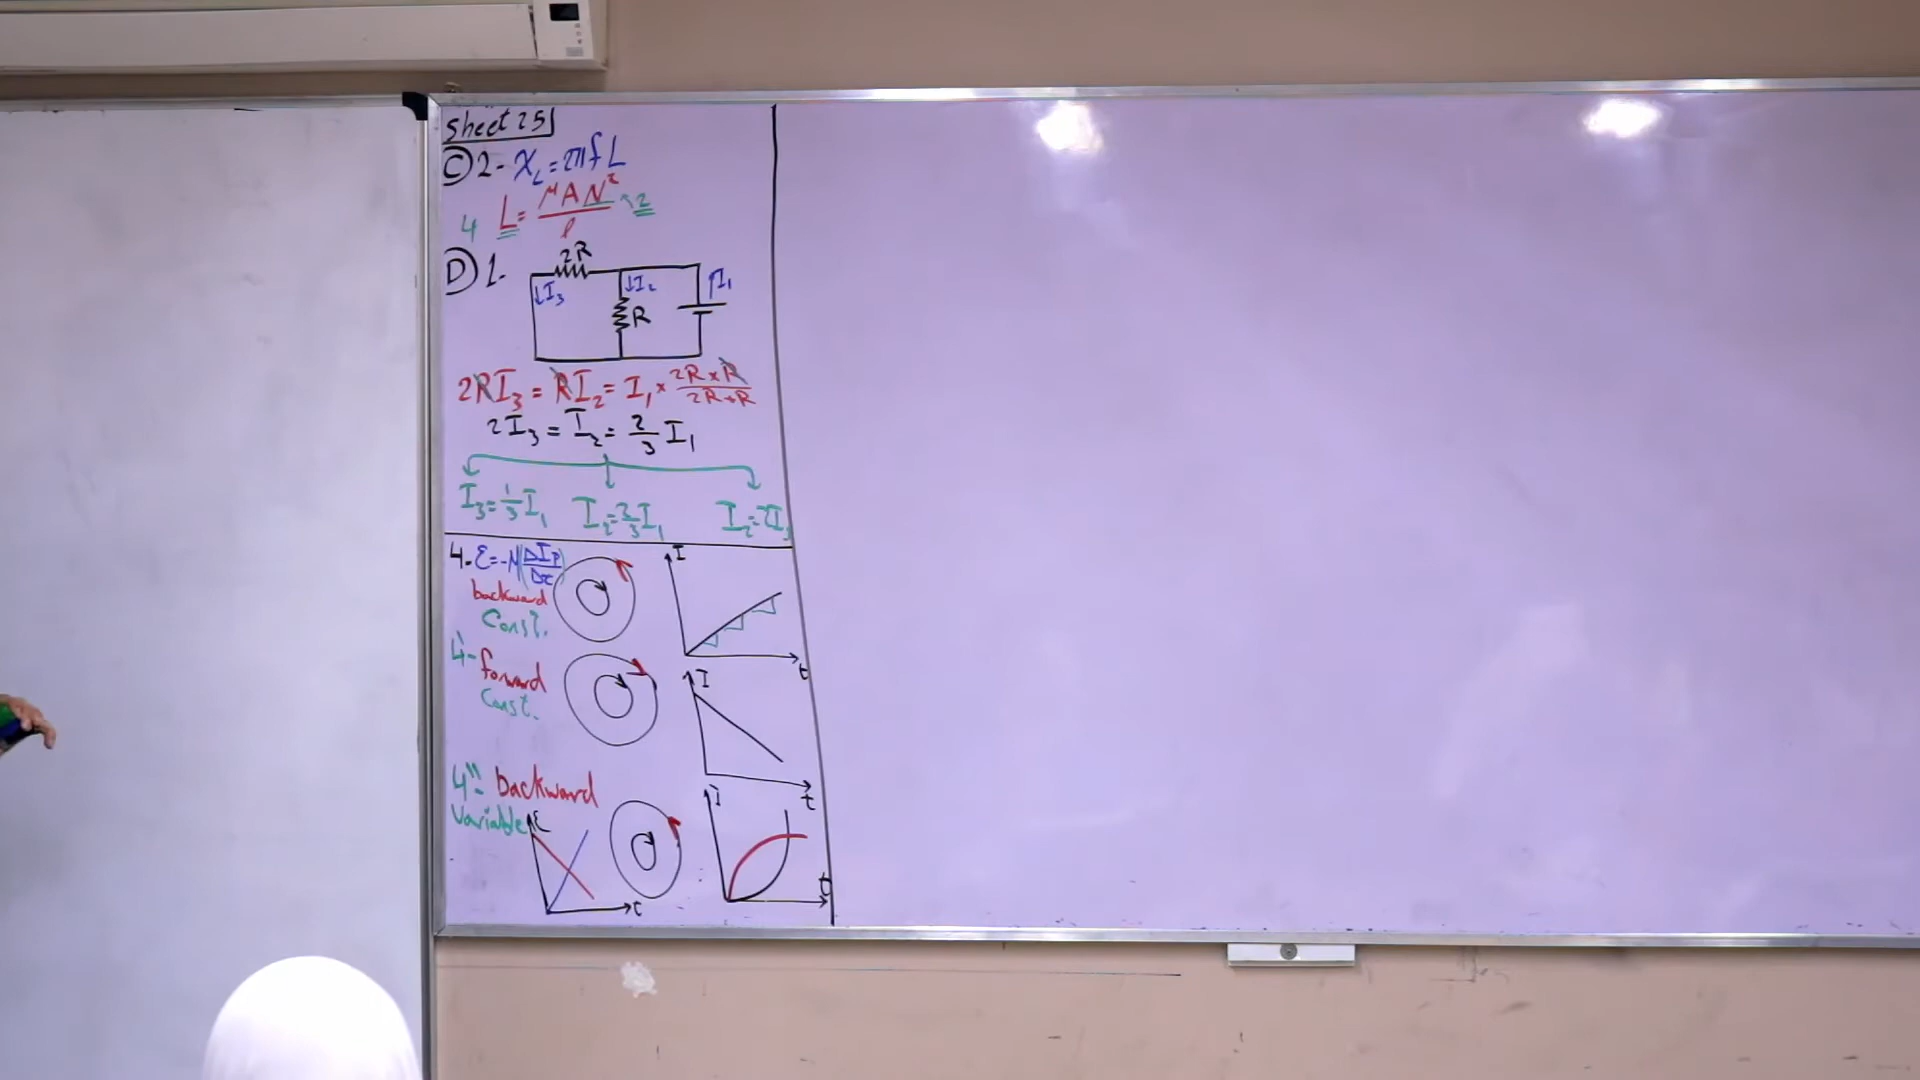 Sheet 25
C 2- X_L = 2πfL
4 L = μAN² / l ↑2
D 1-
2R
↓I₃ ↓I₂ ↑I₁
R
2RI₃ = RI₂ = I₁ × 2R×R / 2R+R
2I₃ = I₂ = 2/3 I₁
I₃ = 1/3 I₁ I₂ = 2/3 I₁ I₂ = 2I₃
4- ε = -M(ΔIp/Δt) I
backward
Const. t
4'- forward I
Const. t
4''- backward I
Variable ε
t t